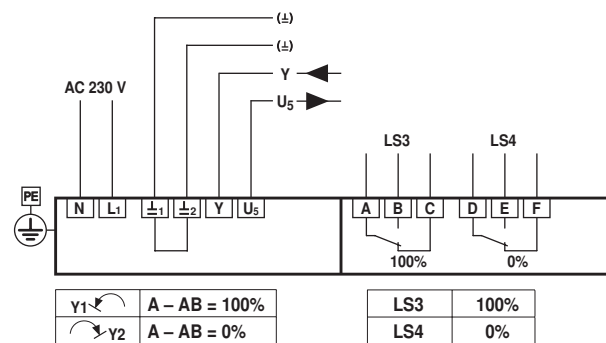 (⊥)
(⊥)
Y
U5
AC 230 V
LS3 LS4
PE
N L1 ⊥1 ⊥2 Y U5 A B C D E F
100% 0%
Y1 A – AB = 100%
Y2 A – AB = 0%
LS3 100%
LS4 0%